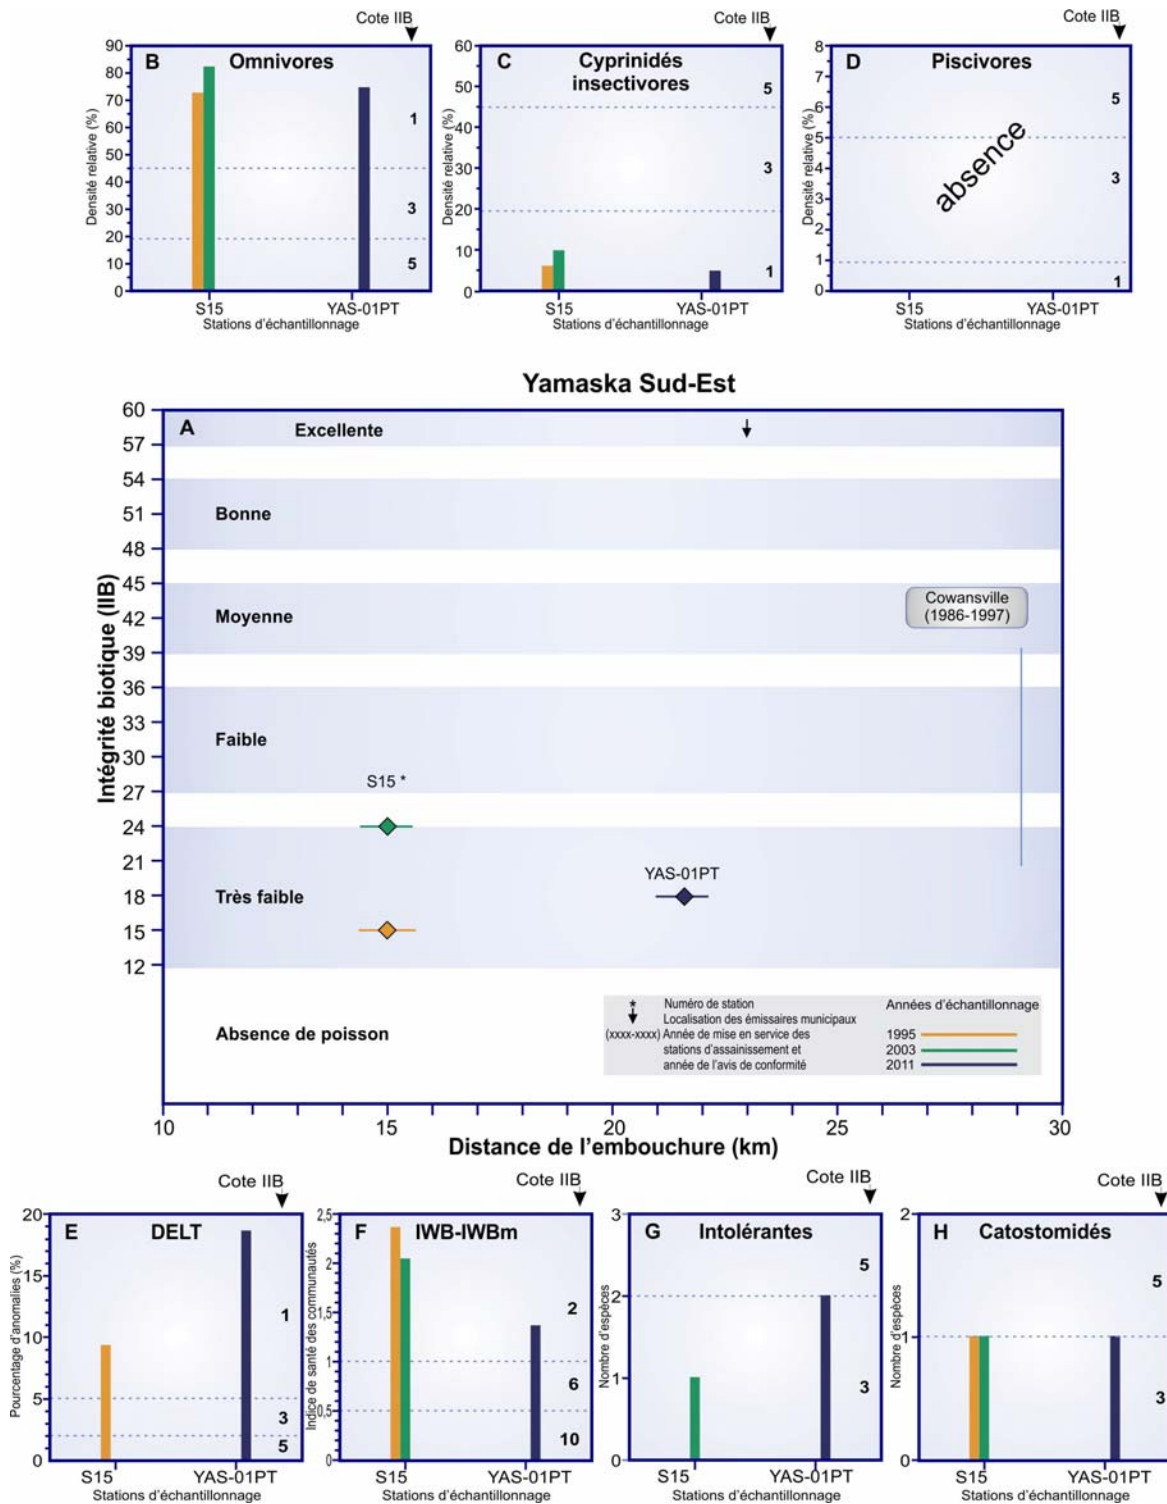 Cote IIB
Cote IIB
Cote IIB
B
Omnivores
90
80
70
60
50
40
30
20
10
0
Densité relative (%)
1
3
5
S15
YAS-01PT
Stations d'échantillonnage
C
Cyprinidés
insectivores
60
50
40
30
20
10
0
Densité relative (%)
5
3
1
S15
YAS-01PT
Stations d'échantillonnage
D
Piscivores
8
7
6
5
4
3
2
1
0
Densité relative (%)
absence
5
3
1
S15
YAS-01PT
Stations d'échantillonnage
Yamaska Sud-Est
A
60
57
54
51
48
45
42
39
36
33
30
27
24
21
18
15
12
Intégrité biotique (IIB)
Excellente
Bonne
Moyenne
Cowansville
(1986-1997)
Faible
S15 *
YAS-01PT
Très faible
Absence de poisson
* Numéro de station
Localisation des émissaires municipaux
(xxxx-xxxx) Année de mise en service des
stations d'assainissement et
année de l'avis de conformité
Années d'échantillonnage
1995
2003
2011
10
15
20
25
30
Distance de l'embouchure (km)
Cote IIB
Cote IIB
Cote IIB
Cote IIB
E
DELT
20
15
10
5
0
Pourcentage d'anomalies (%)
1
3
5
S15
YAS-01PT
Stations d'échantillonnage
F
IWB-IWBm
2,5
2
1,5
1
0,5
0
Indice de santé des communautés
2
6
10
S15
YAS-01PT
Stations d'échantillonnage
G
Intolérantes
3
2
1
0
Nombre d'espèces
5
3
S15
YAS-01PT
Stations d'échantillonnage
H
Catostomidés
2
1
0
Nombre d'espèces
5
3
S15
YAS-01PT
Stations d'échantillonnage